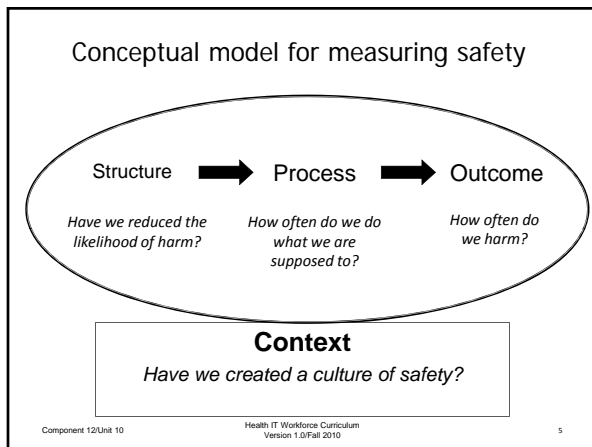 Conceptual model for measuring safety
Structure
Process
Outcome
Have we reduced the
likelihood of harm?
How often do we do
what we are
supposed to?
How often do
we harm?
Context
Have we created a culture of safety?
Component 12/Unit 10
Health IT Workforce Curriculum
Version 1.0/Fall 2010
5